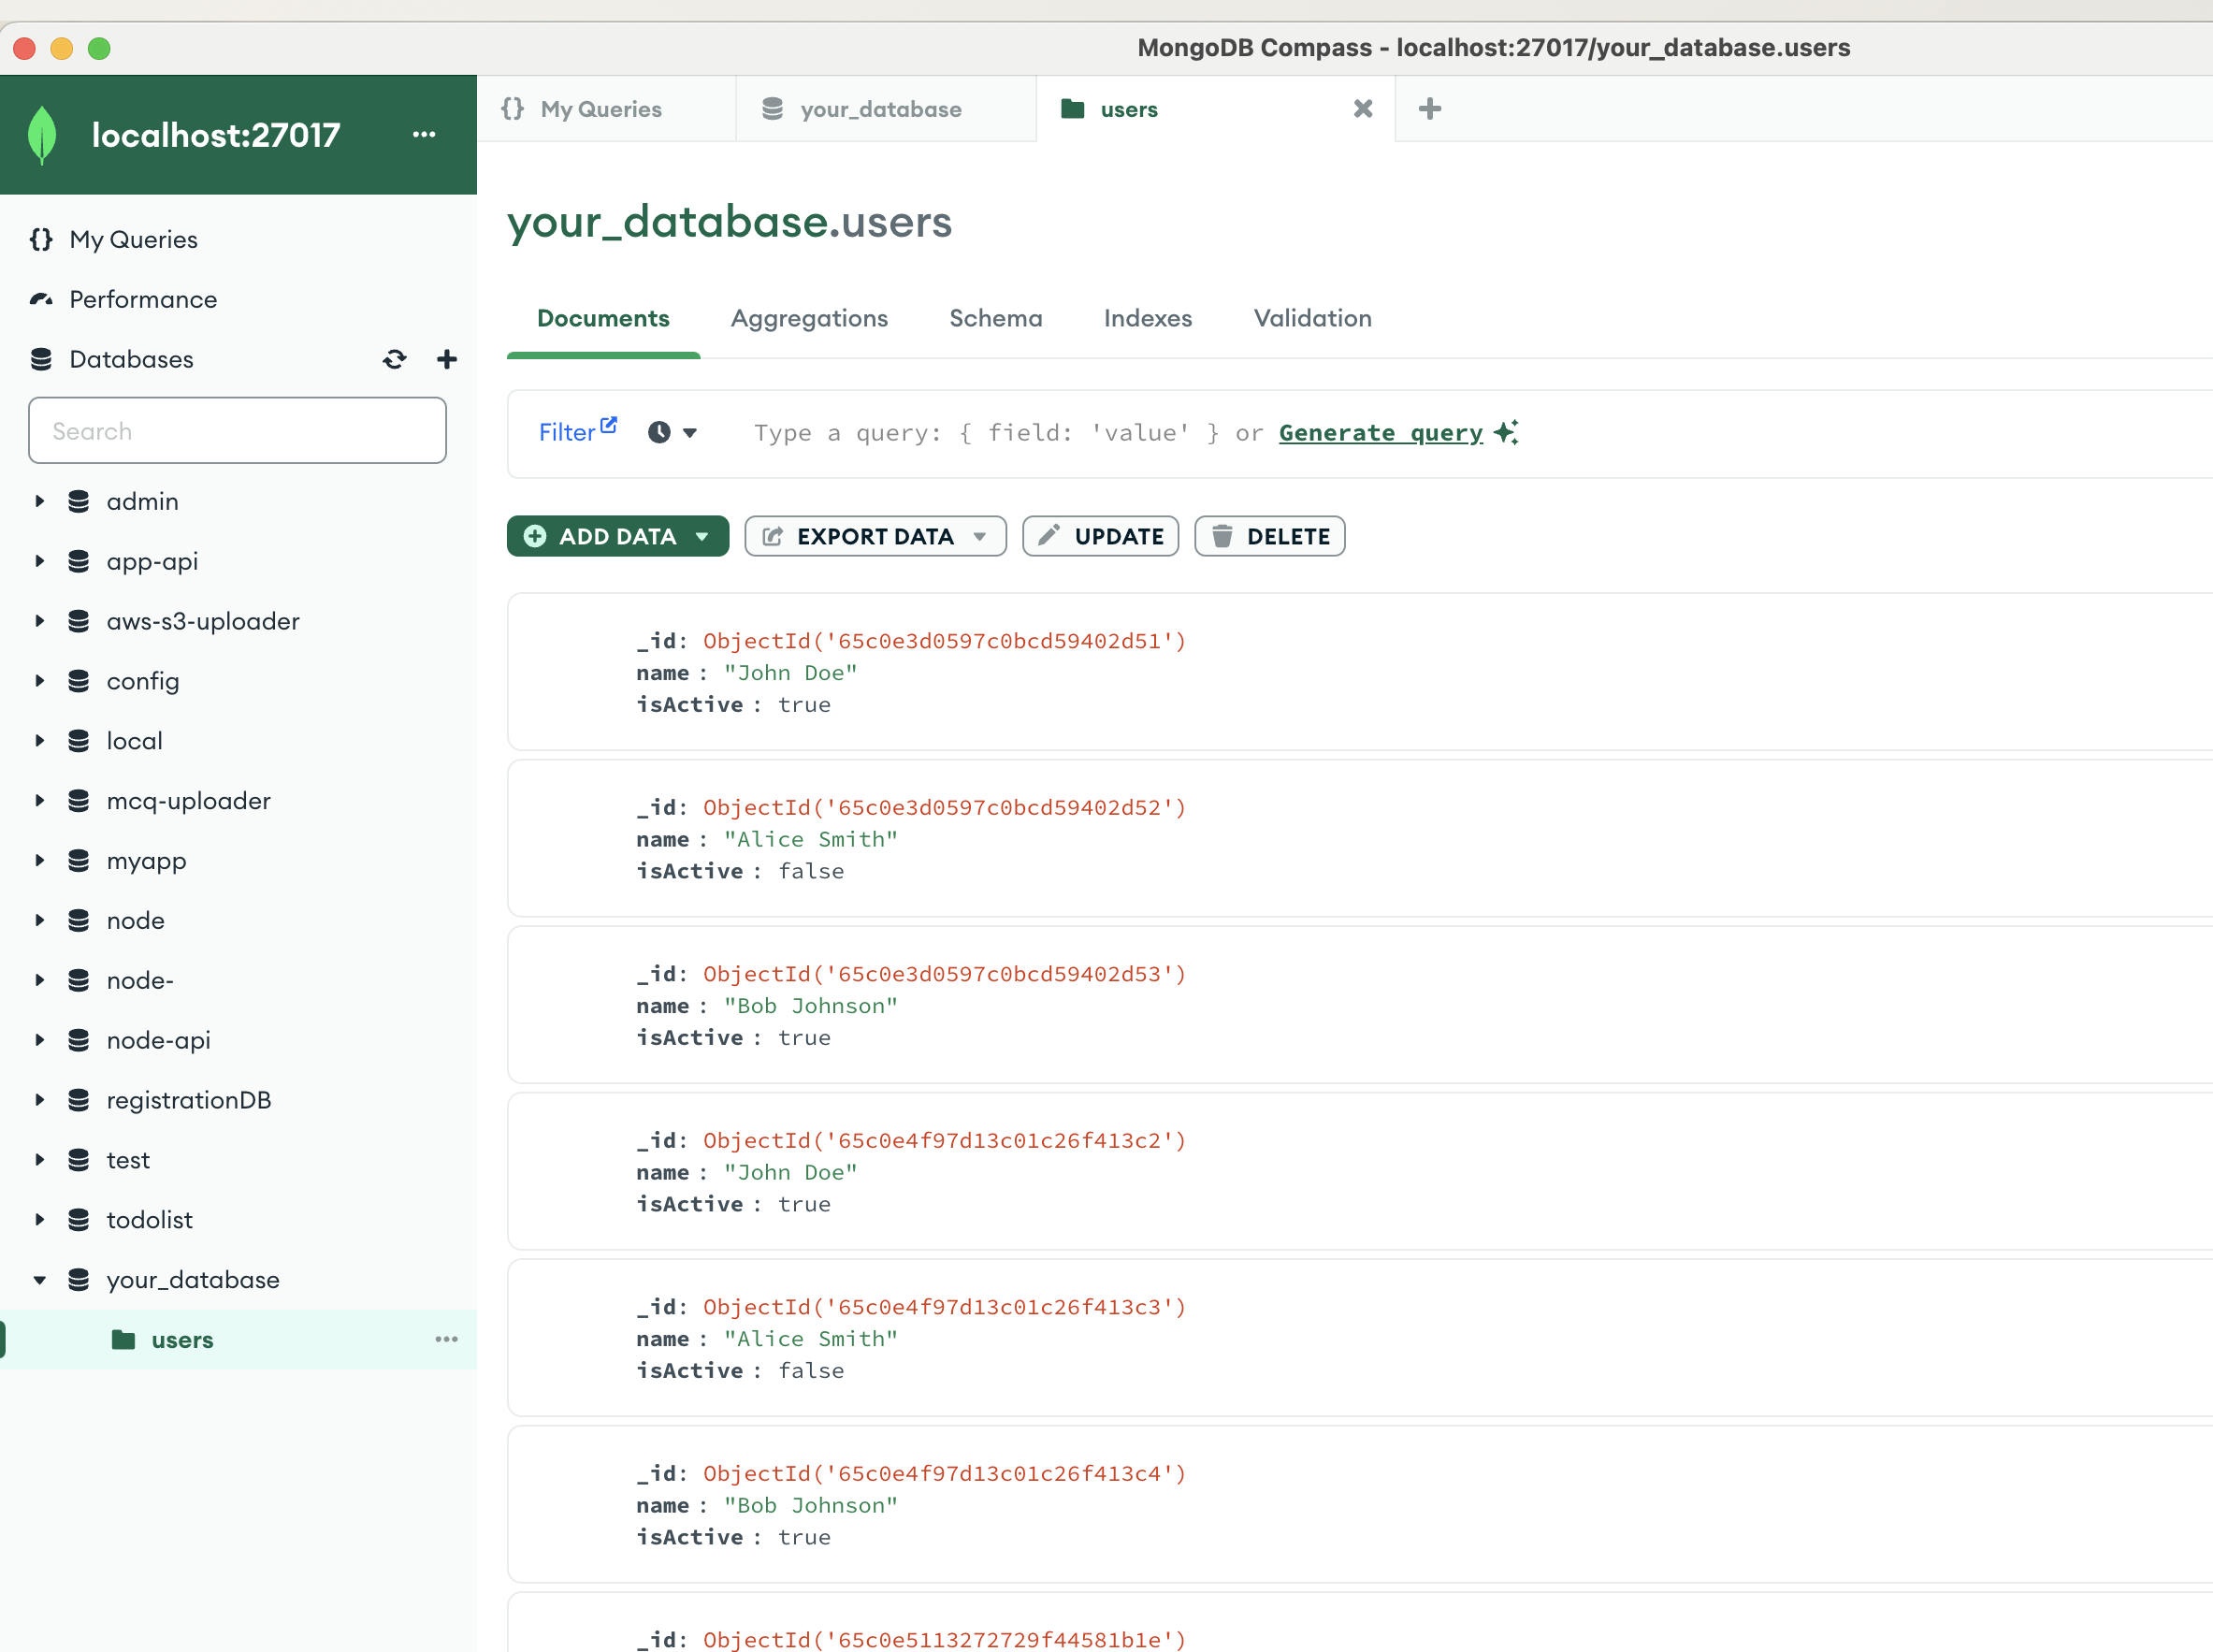 MongoDB Compass - localhost:27017/your_database.users
localhost:27017
My Queries
your_database
users
My Queries
Performance
Databases
Search
admin
app-api
aws-s3-uploader
config
local
mcq-uploader
myapp
node
node-
node-api
registrationDB
test
todolist
your_database
users
your_database.users
Documents Aggregations Schema Indexes Validation
Filter Type a query: { field: 'value' } or Generate query
ADD DATA EXPORT DATA UPDATE DELETE
_id: ObjectId('65c0e3d0597c0bcd59402d51')
name : "John Doe"
isActive : true
_id: ObjectId('65c0e3d0597c0bcd59402d52')
name : "Alice Smith"
isActive : false
_id: ObjectId('65c0e3d0597c0bcd59402d53')
name : "Bob Johnson"
isActive : true
_id: ObjectId('65c0e4f97d13c01c26f413c2')
name : "John Doe"
isActive : true
_id: ObjectId('65c0e4f97d13c01c26f413c3')
name : "Alice Smith"
isActive : false
_id: ObjectId('65c0e4f97d13c01c26f413c4')
name : "Bob Johnson"
isActive : true
_id: ObjectId('65c0e5113272729f44581b1e')